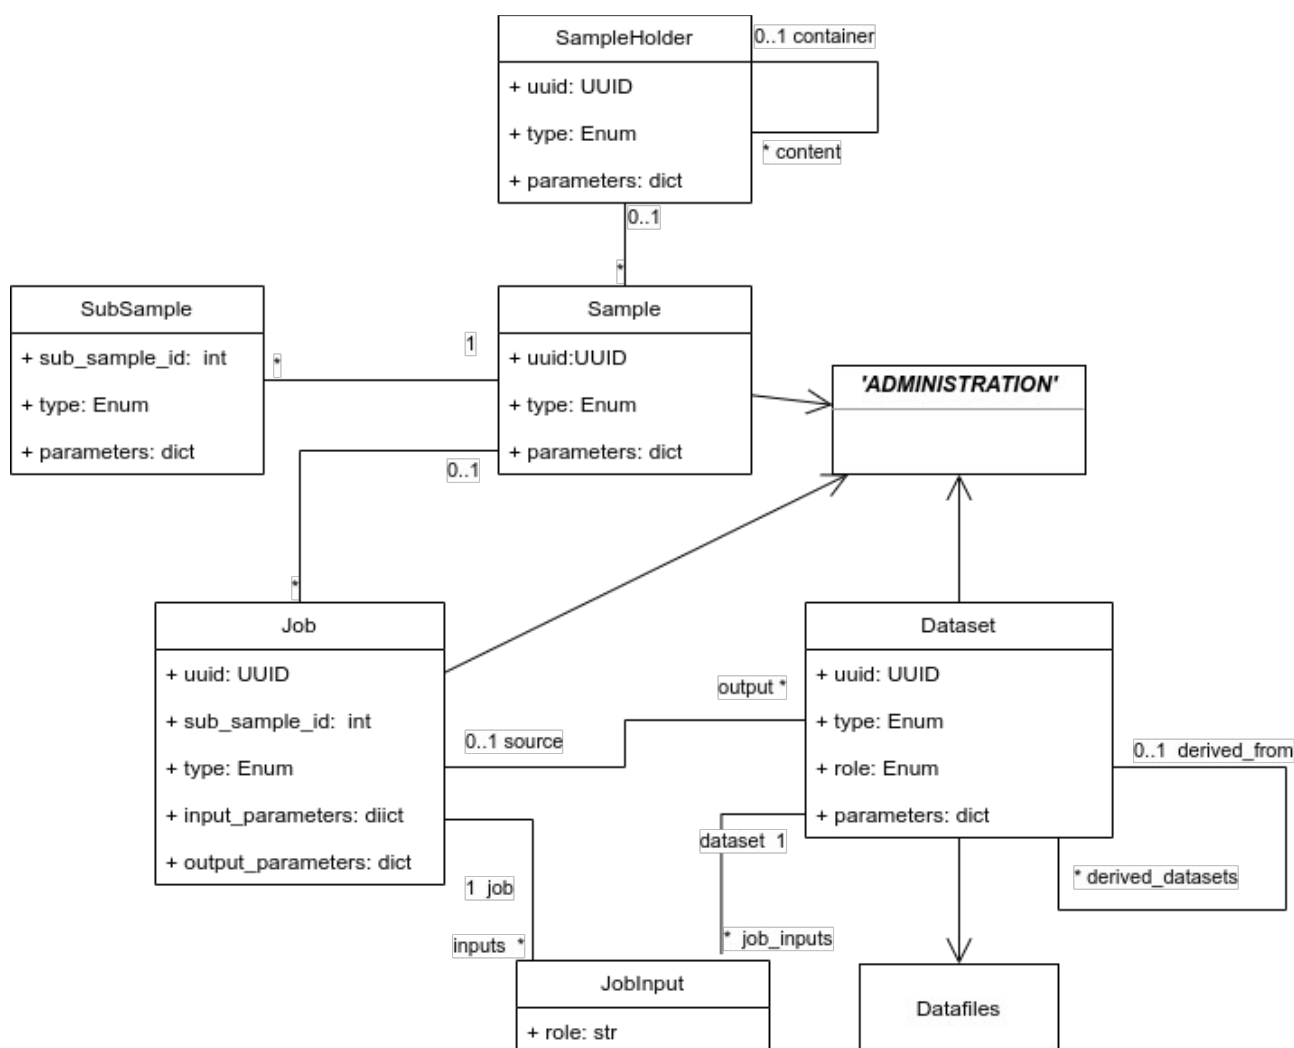 SampleHolder
0..1 container
+ uuid: UUID
+ type: Enum
* content
+ parameters: dict
0..1
*
SubSample
+ sub_sample_id:  int
+ type: Enum
+ parameters: dict
*
1
Sample
+ uuid:UUID
+ type: Enum
+ parameters: dict
0..1
'ADMINISTRATION'
*
Job
+ uuid: UUID
+ sub_sample_id:  int
+ type: Enum
+ input_parameters: diict
+ output_parameters: dict
output *
0..1 source
Dataset
+ uuid: UUID
+ type: Enum
+ role: Enum
+ parameters: dict
0..1  derived_from
* derived_datasets
dataset  1
1  job
inputs  *
*  job_inputs
JobInput
+ role: str
Datafiles